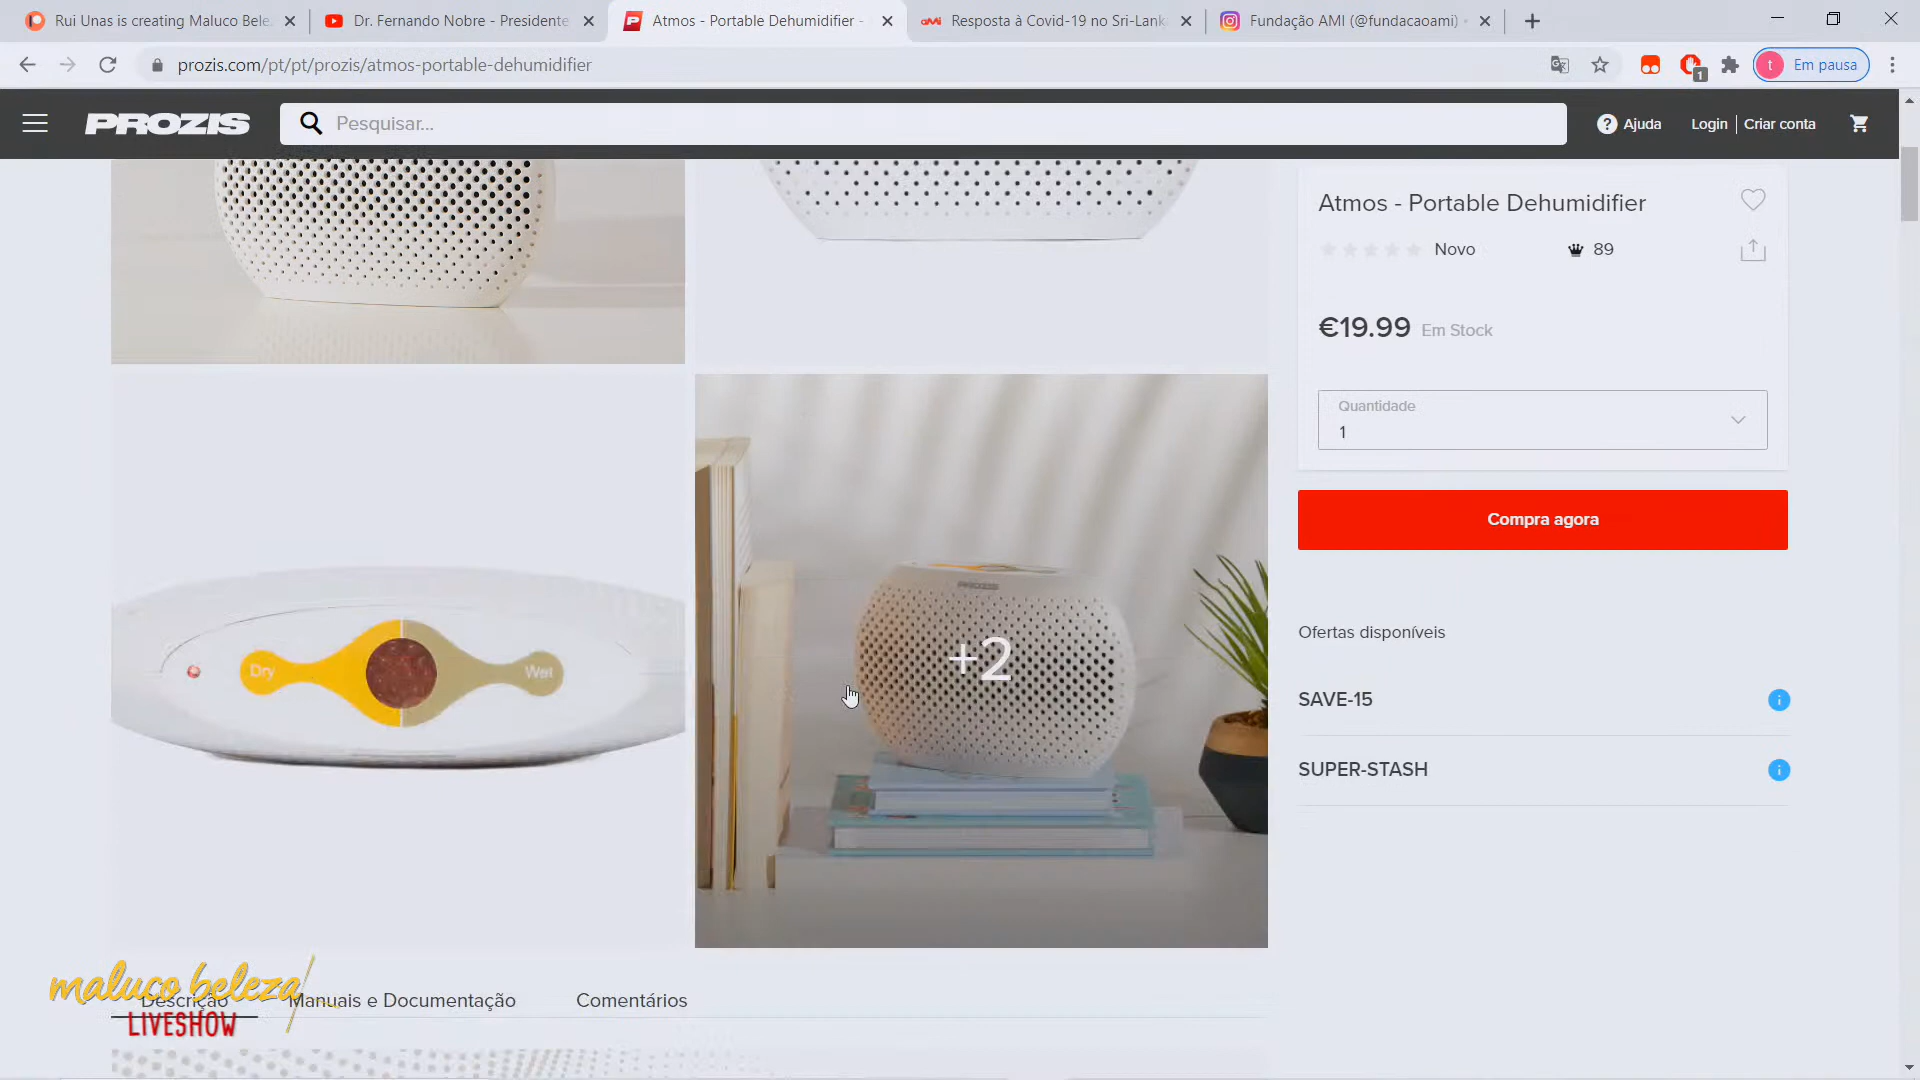 Rui Unas is creating Maluco Bele
Dr. Fernando Nobre - Presidente
Atmos - Portable Dehumidifier -
Resposta à Covid-19 no Sri-Lank
Fundação AMI (@fundacaoami) •
prozis.com/pt/pt/prozis/atmos-portable-dehumidifier
1
t Em pausa
PROZIS
Pesquisar...
? Ajuda
Login | Criar conta
Atmos - Portable Dehumidifier
Novo
89
€19.99 Em Stock
Quantidade
1
Compra agora
Ofertas disponíveis
SAVE-15
SUPER-STASH
PROZIS
+2
Dry
Wet
Descrição
Manuais e Documentação
Comentários
maluco beleza
LIVESHOW